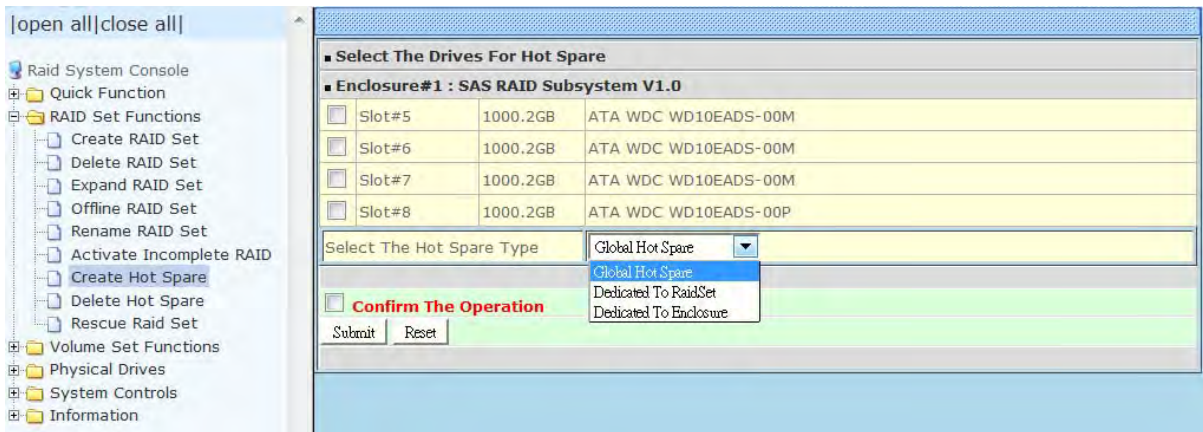 |open all|close all|
Raid System Console
Quick Function
RAID Set Functions
Create RAID Set
Delete RAID Set
Expand RAID Set
Offline RAID Set
Rename RAID Set
Activate Incomplete RAID
Create Hot Spare
Delete Hot Spare
Rescue Raid Set
Volume Set Functions
Physical Drives
System Controls
Information
Select The Drives For Hot Spare
Enclosure#1 : SAS RAID Subsystem V1.0
Slot#5 1000.2GB ATA WDC WD10EADS-00M
Slot#6 1000.2GB ATA WDC WD10EADS-00M
Slot#7 1000.2GB ATA WDC WD10EADS-00M
Slot#8 1000.2GB ATA WDC WD10EADS-00P
Select The Hot Spare Type Global Hot Spare
Global Hot Spare
Dedicated To RaidSet
Dedicated To Enclosure
Confirm The Operation
Submit Reset